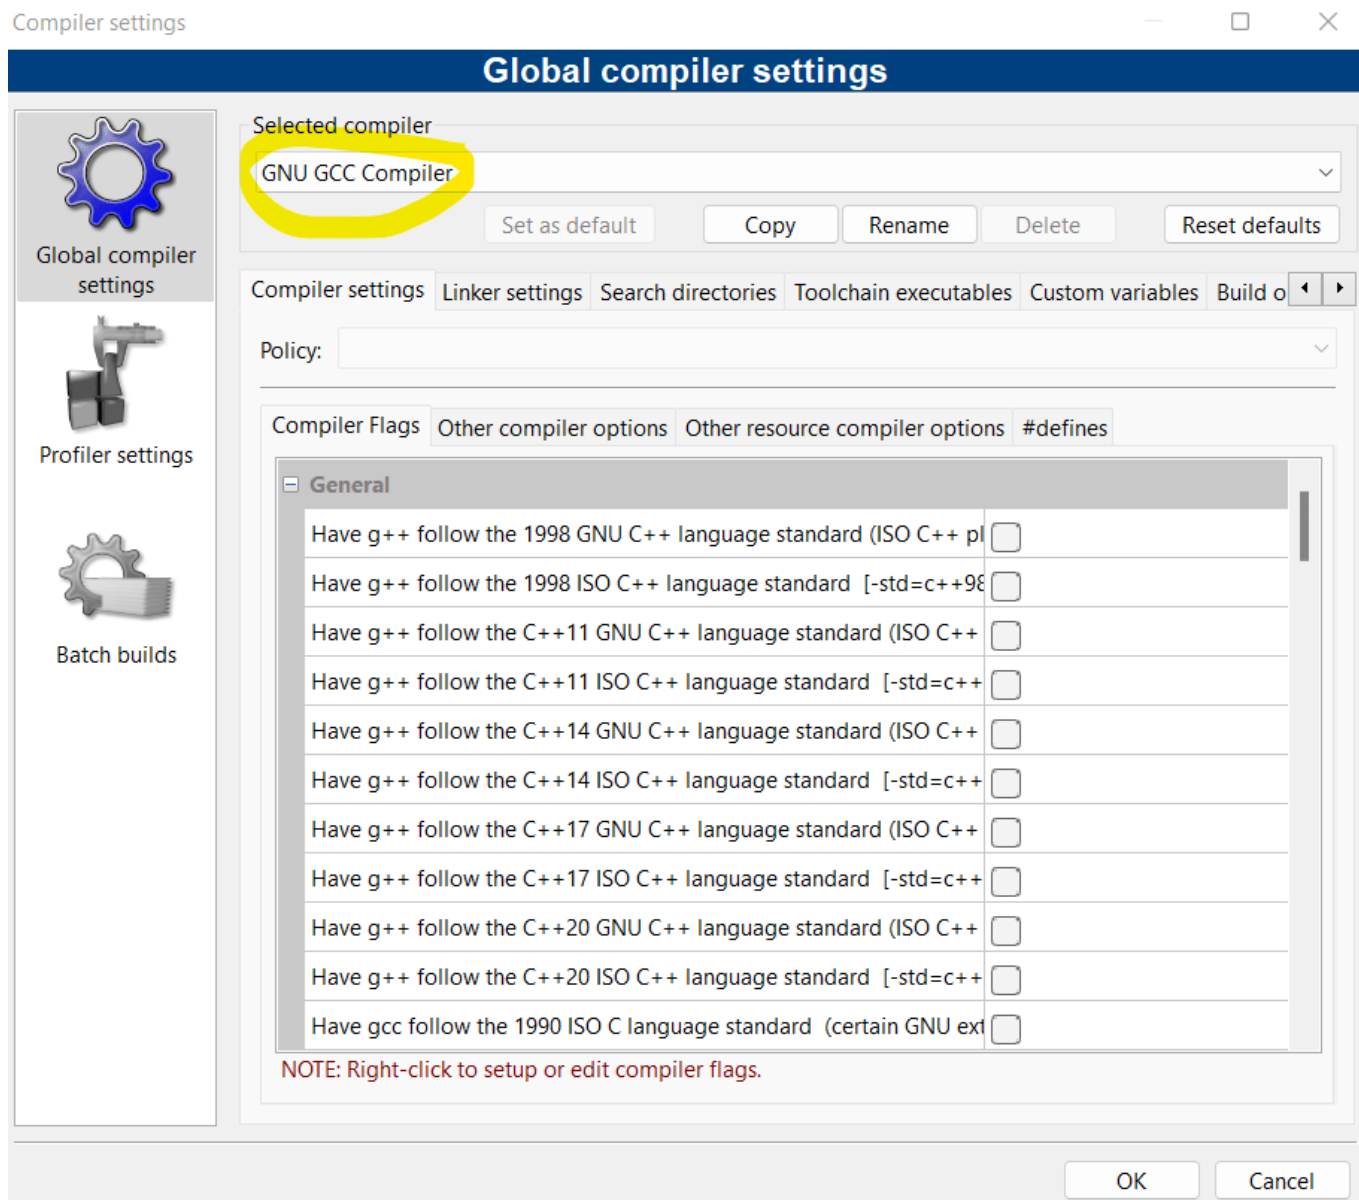 Compiler settings
Global compiler settings
Global compiler
settings
Profiler settings
Batch builds
Selected compiler
GNU GCC Compiler
Set as default
Copy
Rename
Delete
Reset defaults
Compiler settings
Linker settings
Search directories
Toolchain executables
Custom variables
Build o
Policy:
Compiler Flags
Other compiler options
Other resource compiler options
#defines
General
Have g++ follow the 1998 GNU C++ language standard (ISO C++ pl
Have g++ follow the 1998 ISO C++ language standard [-std=c++98
Have g++ follow the C++11 GNU C++ language standard (ISO C++
Have g++ follow the C++11 ISO C++ language standard [-std=c++
Have g++ follow the C++14 GNU C++ language standard (ISO C++
Have g++ follow the C++14 ISO C++ language standard [-std=c++
Have g++ follow the C++17 GNU C++ language standard (ISO C++
Have g++ follow the C++17 ISO C++ language standard [-std=c++
Have g++ follow the C++20 GNU C++ language standard (ISO C++
Have g++ follow the C++20 ISO C++ language standard [-std=c++
Have gcc follow the 1990 ISO C language standard (certain GNU ext
NOTE: Right-click to setup or edit compiler flags.
OK
Cancel